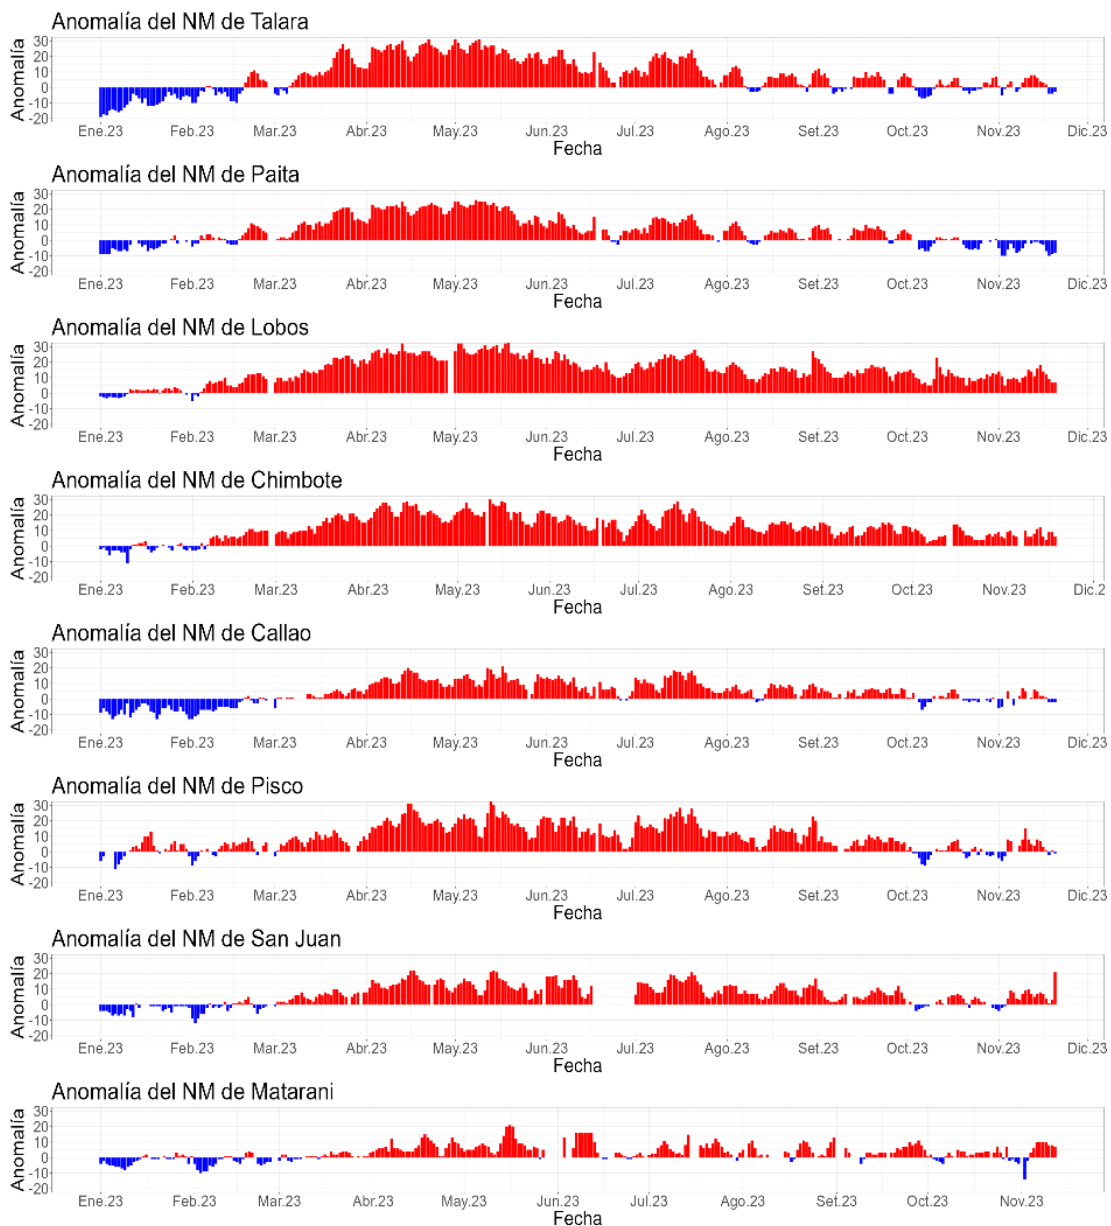 Anomalía del NM de Talara
Anomalía
30
20
10
0
-10
-20
Ene.23 Feb.23 Mar.23 Abr.23 May.23 Jun.23 Jul.23 Ago.23 Set.23 Oct.23 Nov.23 Dic.23
Fecha
Anomalía del NM de Paita
Anomalía
30
20
10
0
-10
-20
Ene.23 Feb.23 Mar.23 Abr.23 May.23 Jun.23 Jul.23 Ago.23 Set.23 Oct.23 Nov.23 Dic.23
Fecha
Anomalía del NM de Lobos
Anomalía
30
20
10
0
-10
-20
Ene.23 Feb.23 Mar.23 Abr.23 May.23 Jun.23 Jul.23 Ago.23 Set.23 Oct.23 Nov.23 Dic.23
Fecha
Anomalía del NM de Chimbote
Anomalía
30
20
10
0
-10
-20
Ene.23 Feb.23 Mar.23 Abr.23 May.23 Jun.23 Jul.23 Ago.23 Set.23 Oct.23 Nov.23 Dic.2
Fecha
Anomalía del NM de Callao
Anomalía
30
20
10
0
-10
-20
Ene.23 Feb.23 Mar.23 Abr.23 May.23 Jun.23 Jul.23 Ago.23 Set.23 Oct.23 Nov.23 Dic.23
Fecha
Anomalía del NM de Pisco
Anomalía
30
20
10
0
-10
-20
Ene.23 Feb.23 Mar.23 Abr.23 May.23 Jun.23 Jul.23 Ago.23 Set.23 Oct.23 Nov.23 Dic.23
Fecha
Anomalía del NM de San Juan
Anomalía
30
20
10
0
-10
-20
Ene.23 Feb.23 Mar.23 Abr.23 May.23 Jun.23 Jul.23 Ago.23 Set.23 Oct.23 Nov.23 Dic.23
Fecha
Anomalía del NM de Matarani
Anomalía
30
20
10
0
-10
-20
Ene.23 Feb.23 Mar.23 Abr.23 May.23 Jun.23 Jul.23 Ago.23 Set.23 Oct.23 Nov.23
Fecha